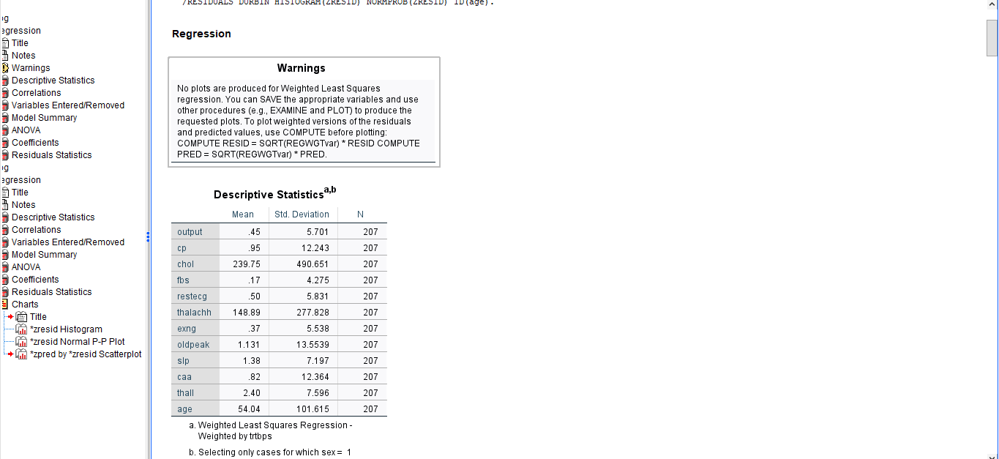 /RESIDUALS DURBIN HISTOGRAM(ZRESID) NORMPROB(ZRESID) ID(age).
Title
Notes
Warnings
Descriptive Statistics
Correlations
Variables Entered/Removed
Model Summary
ANOVA
Coefficients
Residuals Statistics
Title
Notes
Descriptive Statistics
Correlations
Variables Entered/Removed
Model Summary
ANOVA
Coefficients
Residuals Statistics
Charts
Title
*zresid Histogram
*zresid Normal P-P Plot
*zpred by *zresid Scatterplot
Regression
Warnings
No plots are produced for Weighted Least Squares
regression. You can SAVE the appropriate variables and use
other procedures (e.g., EXAMINE and PLOT) to produce the
requested plots. To plot weighted versions of the residuals
and predicted values, use COMPUTE before plotting:
COMPUTE RESID = SQRT(REGWGTvar) * RESID COMPUTE
PRED = SQRT(REGWGTvar) * PRED.
Descriptive Statistics a,b
Mean Std. Deviation N
output .45 5.701 207
cp .95 12.243 207
chol 239.75 490.651 207
fbs .17 4.275 207
restecg .50 5.831 207
thalachh 148.89 277.828 207
exng .37 5.538 207
oldpeak 1.131 13.5539 207
slp 1.38 7.197 207
caa .82 12.364 207
thall 2.40 7.596 207
age 54.04 101.615 207
a. Weighted Least Squares Regression -
Weighted by trtbps
b. Selecting only cases for which sex = 1